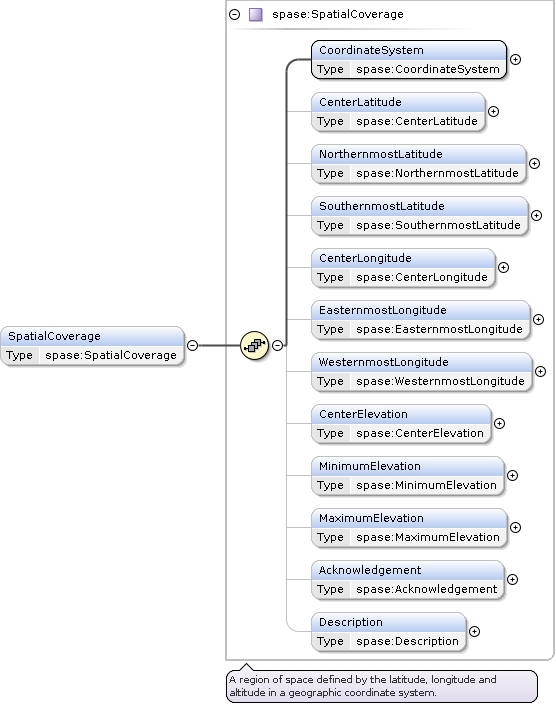 spase:SpatialCoverage
CoordinateSystem
Type spase:CoordinateSystem
CenterLatitude
Type spase:CenterLatitude
NorthernmostLatitude
Type spase:NorthernmostLatitude
SouthernmostLatitude
Type spase:SouthernmostLatitude
CenterLongitude
Type spase:CenterLongitude
EasternmostLongitude
Type spase:EasternmostLongitude
SpatialCoverage
Type spase:SpatialCoverage
WesternmostLongitude
Type spase:WesternmostLongitude
CenterElevation
Type spase:CenterElevation
MinimumElevation
Type spase:MinimumElevation
MaximumElevation
Type spase:MaximumElevation
Acknowledgement
Type spase:Acknowledgement
Description
Type spase:Description
A region of space defined by the latitude, longitude and
altitude in a geographic coordinate system.